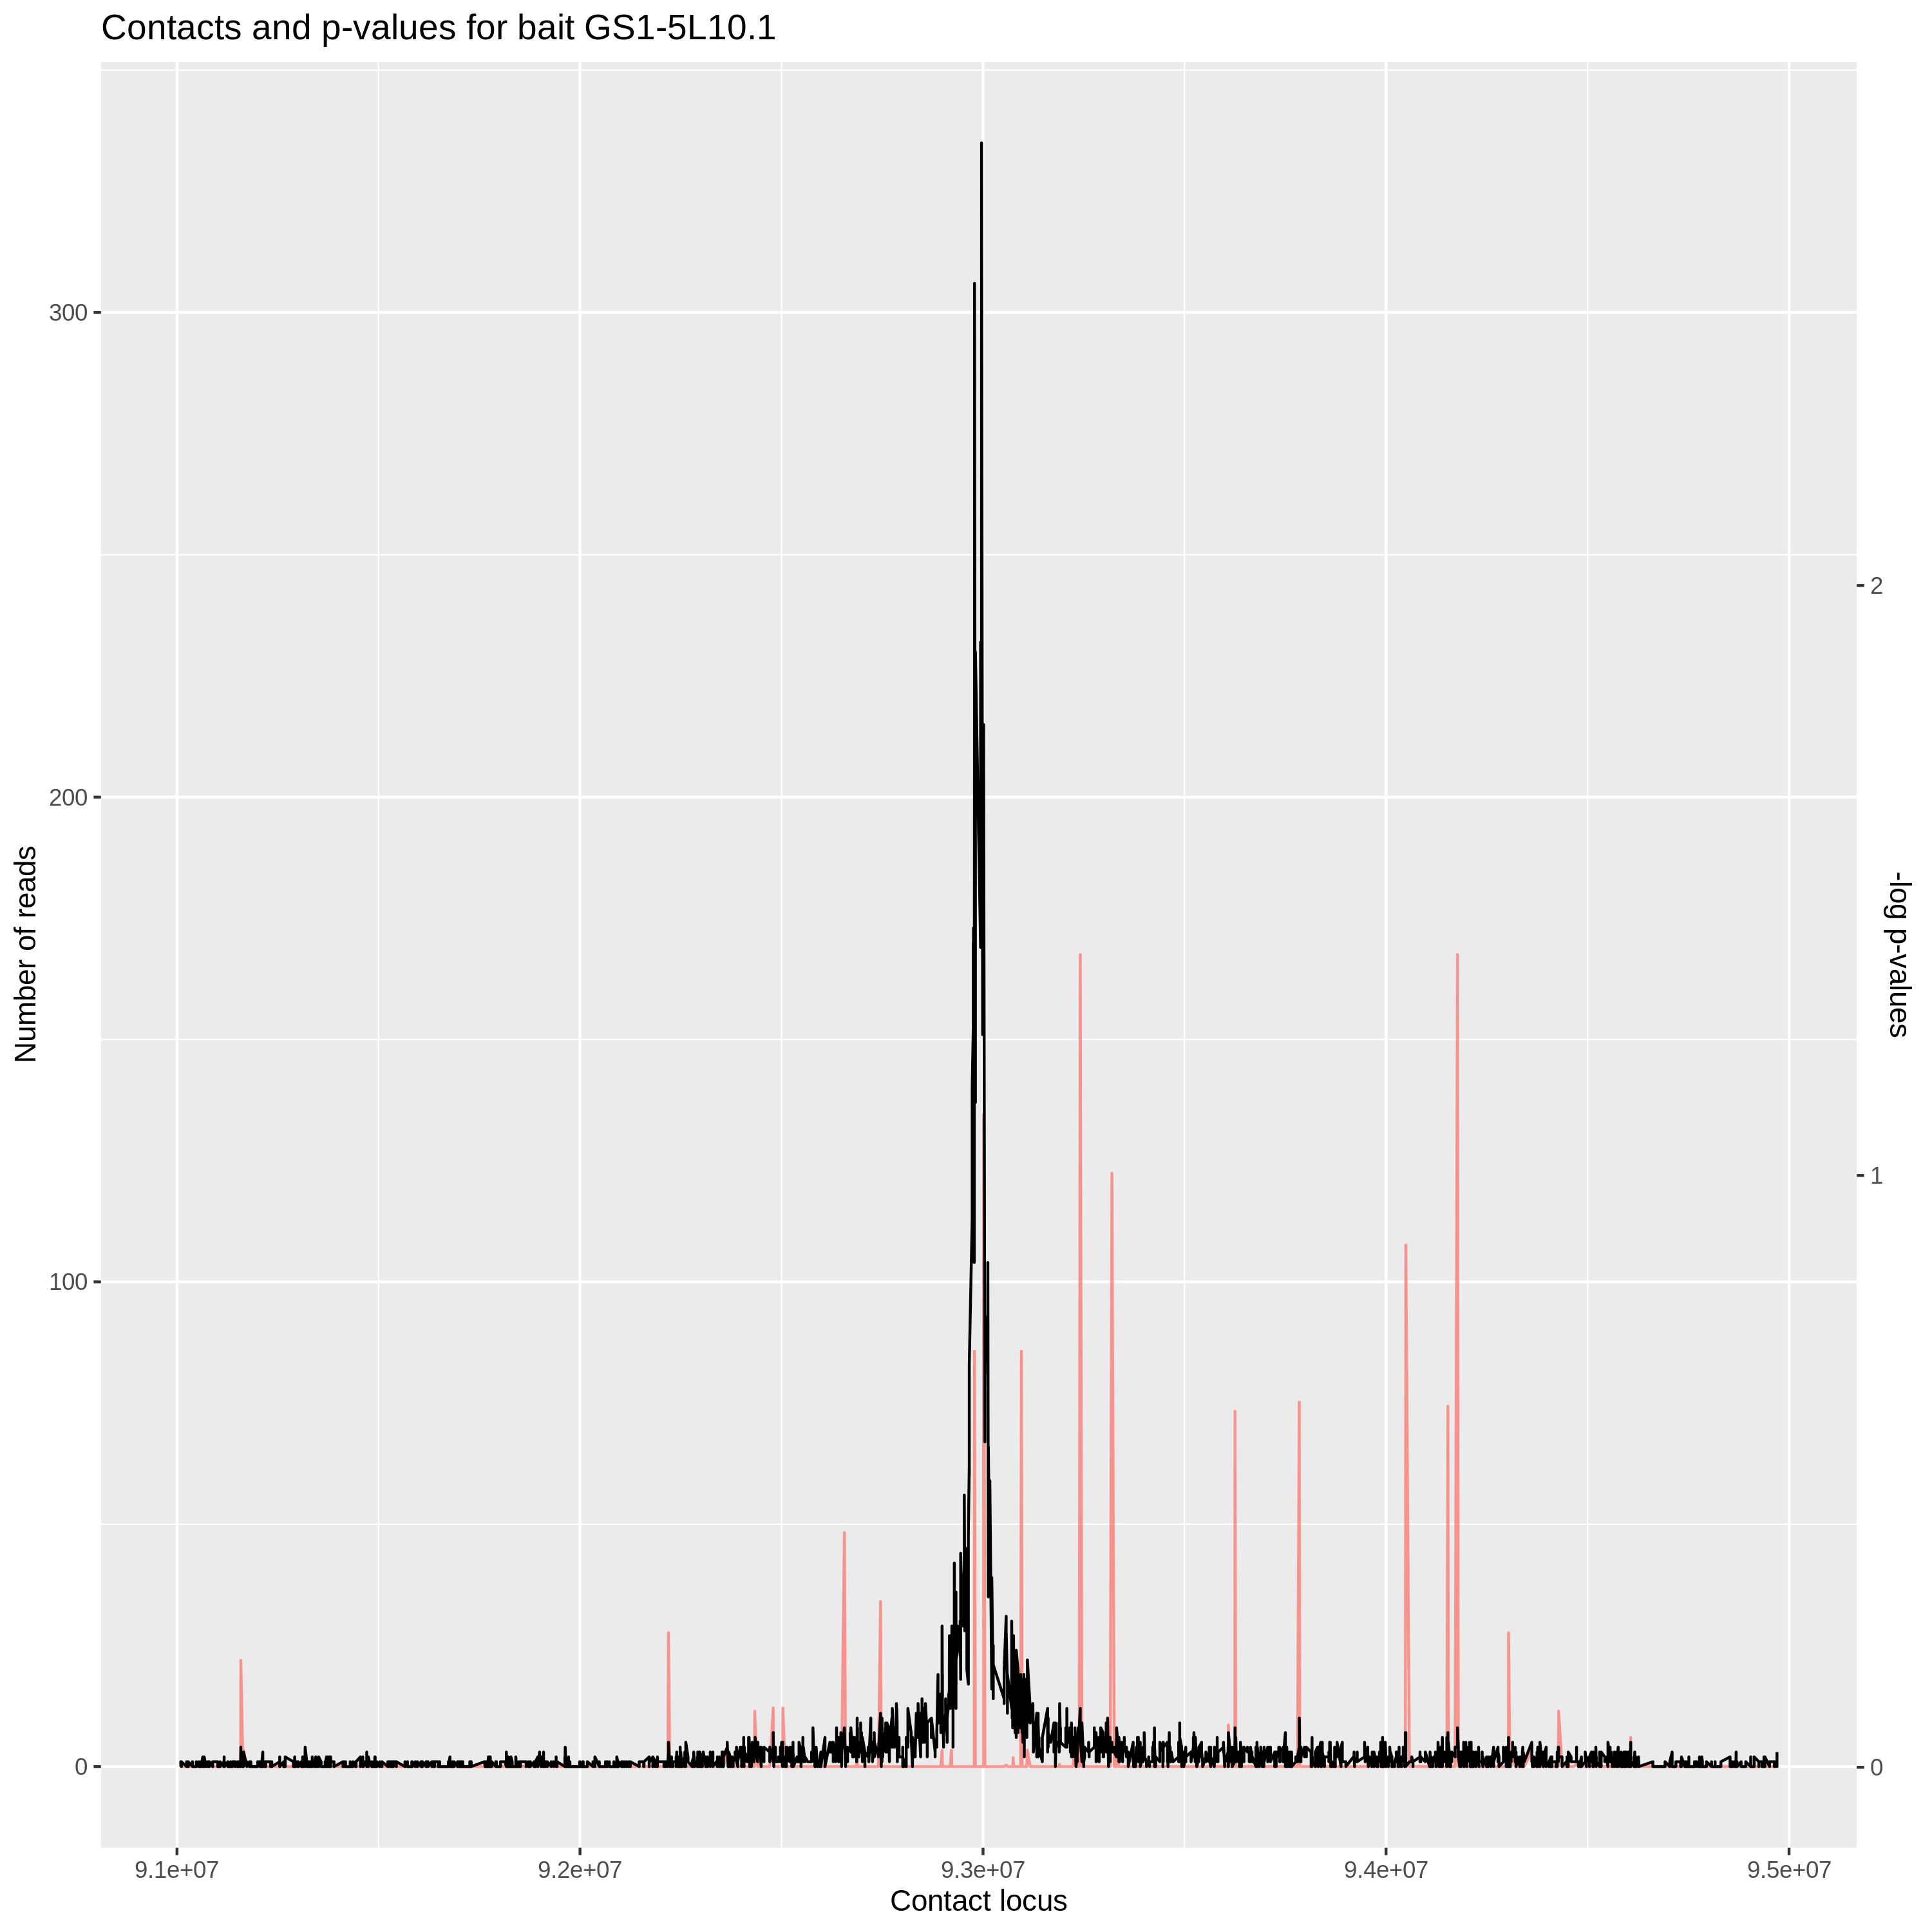 Contacts and p-values for bait GS1-5L10.1
Number of reads
300
200
100
0
2
1
0
-log p-values
9.1e+07
9.2e+07
9.3e+07
9.4e+07
9.5e+07
Contact locus